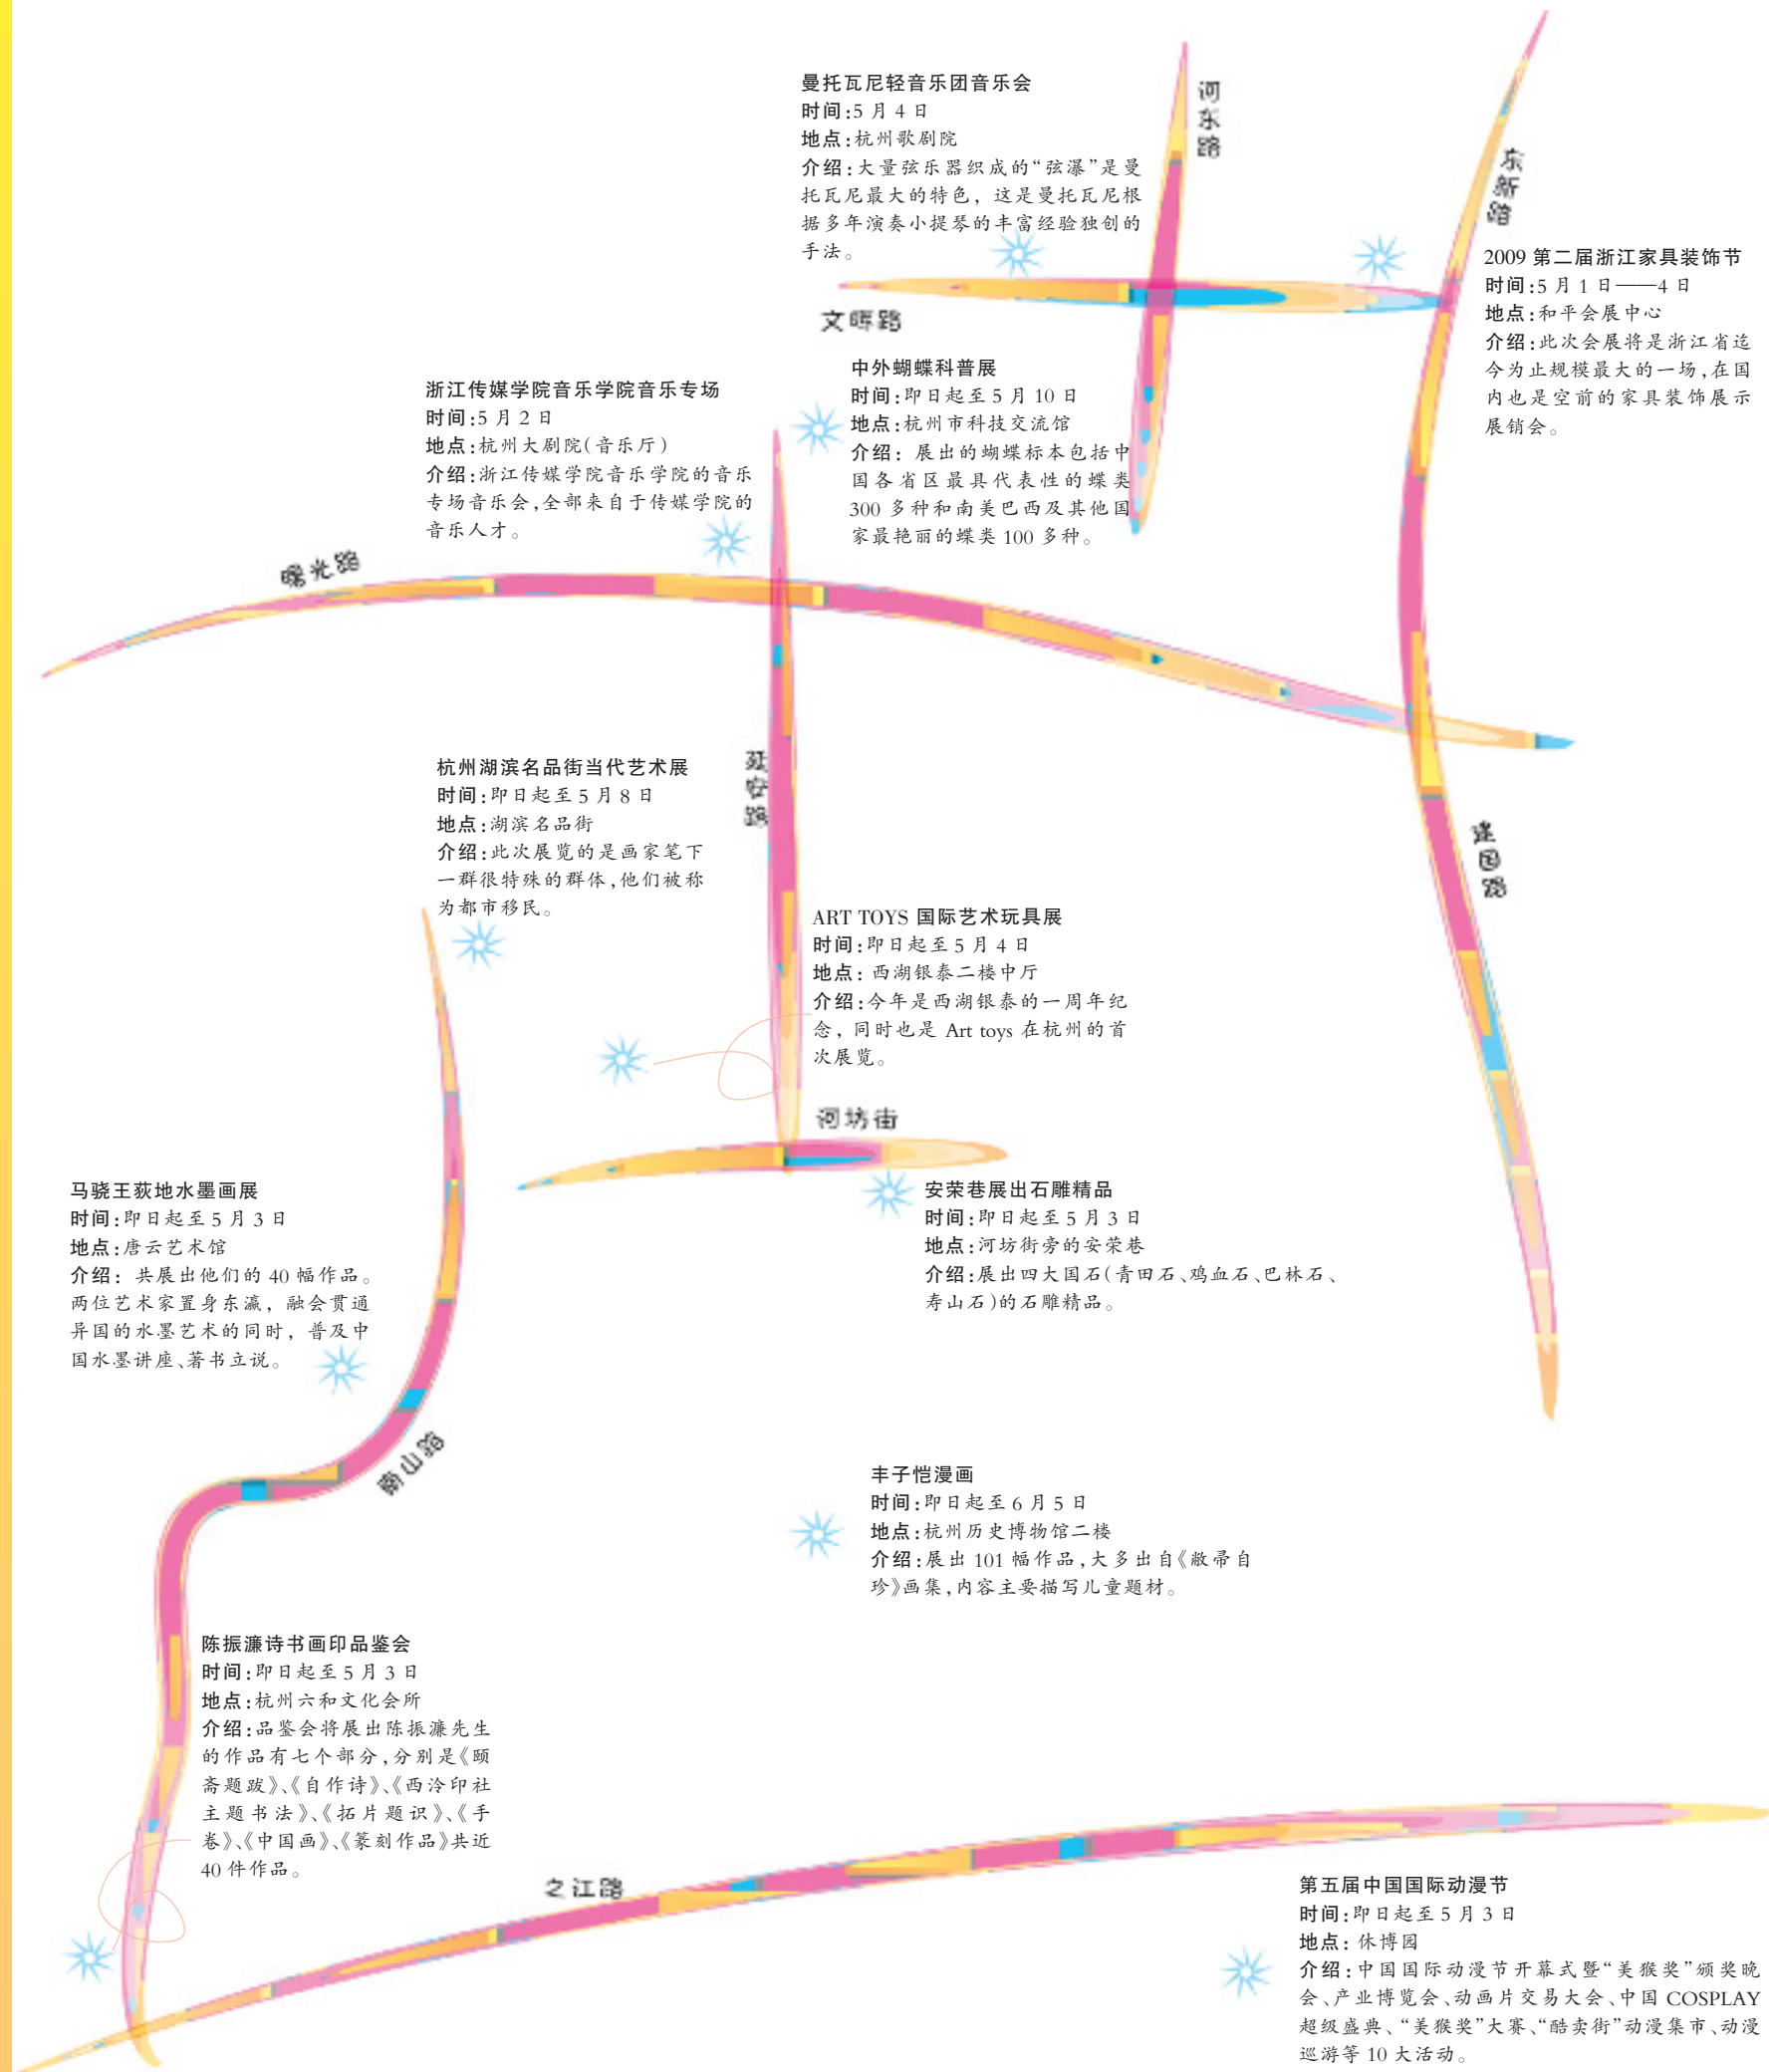 曼托瓦尼轻音乐团音乐会
时间:5 月 4 日
地点:杭州歌剧院
介绍:大量弦乐器织成的“弦瀑”是曼
托瓦尼最大的特色，这是曼托瓦尼根
据多年演奏小提琴的丰富经验独创的
手法。
河东路
东新路
文晖路
2009 第二届浙江家具装饰节
时间:5 月 1 日——4 日
地点:和平会展中心
介绍:此次会展将是浙江省迄
今为止规模最大的一场,在国
内也是空前的家具装饰展示
展销会。
中外蝴蝶科普展
时间:即日起至 5 月 10 日
地点:杭州市科技交流馆
介绍：展出的蝴蝶标本包括中
国各省区最具代表性的蝶类
300 多种和南美巴西及其他国
家最艳丽的蝶类 100 多种。
浙江传媒学院音乐学院音乐专场
时间:5 月 2 日
地点:杭州大剧院(音乐厅)
介绍:浙江传媒学院音乐学院的音乐
专场音乐会,全部来自于传媒学院的
音乐人才。
曙光路
延安路
建国路
杭州湖滨名品街当代艺术展
时间:即日起至 5 月 8 日
地点:湖滨名品街
介绍:此次展览的是画家笔下
一群很特殊的群体,他们被称
为都市移民。
ART TOYS 国际艺术玩具展
时间:即日起至 5 月 4 日
地点：西湖银泰二楼中厅
介绍:今年是西湖银泰的一周年纪
念，同时也是 Art toys 在杭州的首
次展览。
河坊街
安荣巷展出石雕精品
时间:即日起至 5 月 3 日
地点:河坊街旁的安荣巷
介绍:展出四大国石(青田石、鸡血石、巴林石、
寿山石)的石雕精品。
马骁王荻地水墨画展
时间:即日起至 5 月 3 日
地点:唐云艺术馆
介绍：共展出他们的 40 幅作品。
两位艺术家置身东瀛，融会贯通
异国的水墨艺术的同时，普及中
国水墨讲座、著书立说。
南山路
丰子恺漫画
时间:即日起至 6 月 5 日
地点:杭州历史博物馆二楼
介绍:展出 101 幅作品,大多出自《敝帚自
珍》画集,内容主要描写儿童题材。
陈振濂诗书画印品鉴会
时间:即日起至 5 月 3 日
地点:杭州六和文化会所
介绍:品鉴会将展出陈振濂先生
的作品有七个部分,分别是《颐
斋题跋》、《自作诗》、《西泠印社
主题书法》、《拓片题识》、《手
卷》、《中国画》、《篆刻作品》共近
40 件作品。
之江路
第五届中国国际动漫节
时间:即日起至 5 月 3 日
地点：休博园
介绍:中国国际动漫节开幕式暨“美猴奖”颁奖晚
会、产业博览会、动画片交易大会、中国 COSPLAY
超级盛典、“美猴奖”大赛、“酷卖街”动漫集市、动漫
巡游等 10 大活动。